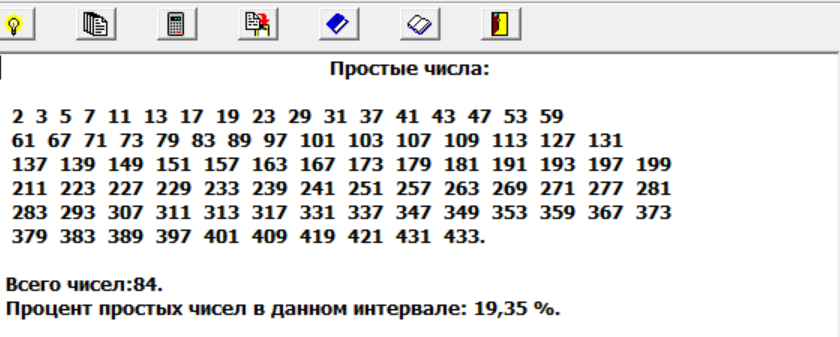 Простые числа:
2 3 5 7 11 13 17 19 23 29 31 37 41 43 47 53 59
61 67 71 73 79 83 89 97 101 103 107 109 113 127 131
137 139 149 151 157 163 167 173 179 181 191 193 197 199
211 223 227 229 233 239 241 251 257 263 269 271 277 281
283 293 307 311 313 317 331 337 347 349 353 359 367 373
379 383 389 397 401 409 419 421 431 433.
Всего чисел:84.
Процент простых чисел в данном интервале: 19,35 %.